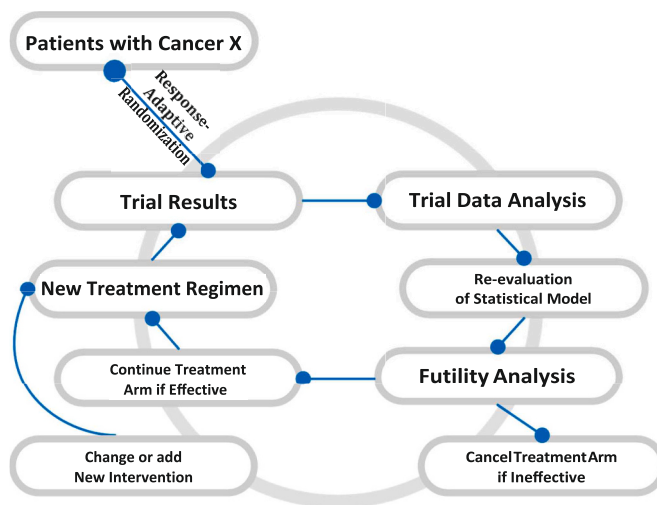 Patients with Cancer X
Response-
Adaptive
Randomization
Trial Results
Trial Data Analysis
New Treatment Regimen
Re-evaluation
of Statistical Model
Continue Treatment
Arm if Effective
Futility Analysis
Change or add
New Intervention
Cancel Treatment Arm
if Ineffective